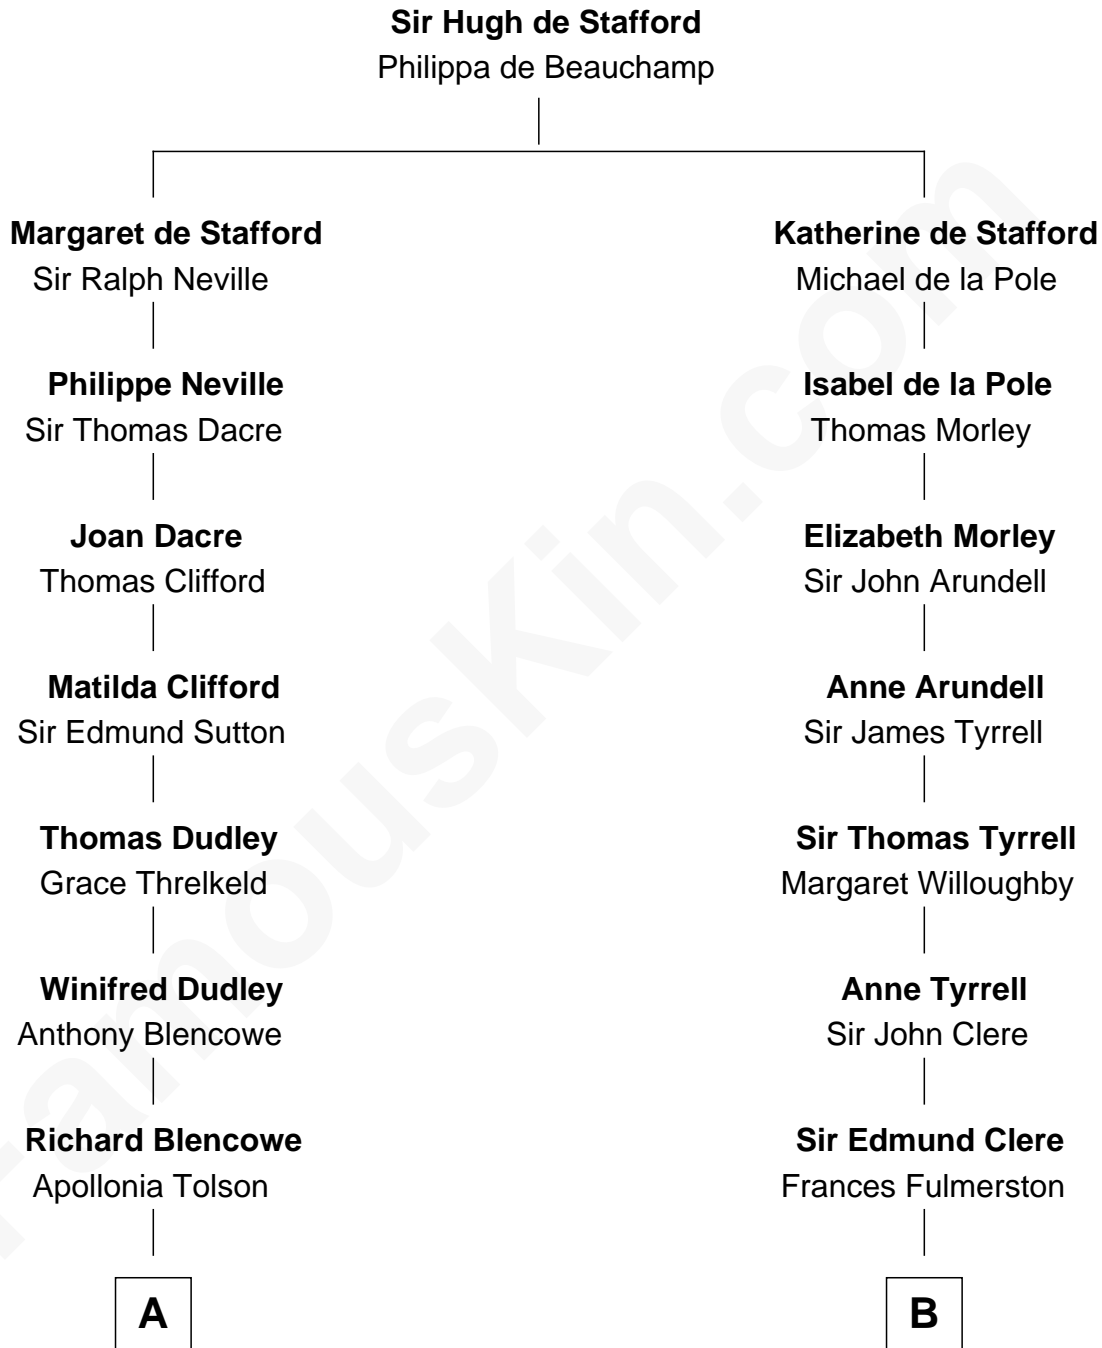 Sir Hugh de Stafford
Philippa de Beauchamp
Margaret de Stafford
Sir Ralph Neville
Katherine de Stafford
Michael de la Pole
Philippe Neville
Sir Thomas Dacre
Isabel de la Pole
Thomas Morley
Joan Dacre
Thomas Clifford
Elizabeth Morley
Sir John Arundell
Matilda Clifford
Sir Edmund Sutton
Anne Arundell
Sir James Tyrrell
Thomas Dudley
Grace Threlkeld
Sir Thomas Tyrrell
Margaret Willoughby
Winifred Dudley
Anthony Blencowe
Anne Tyrrell
Sir John Clere
Richard Blencowe
Apollonia Tolson
Sir Edmund Clere
Frances Fulmerston
A
B
FamousKin.com